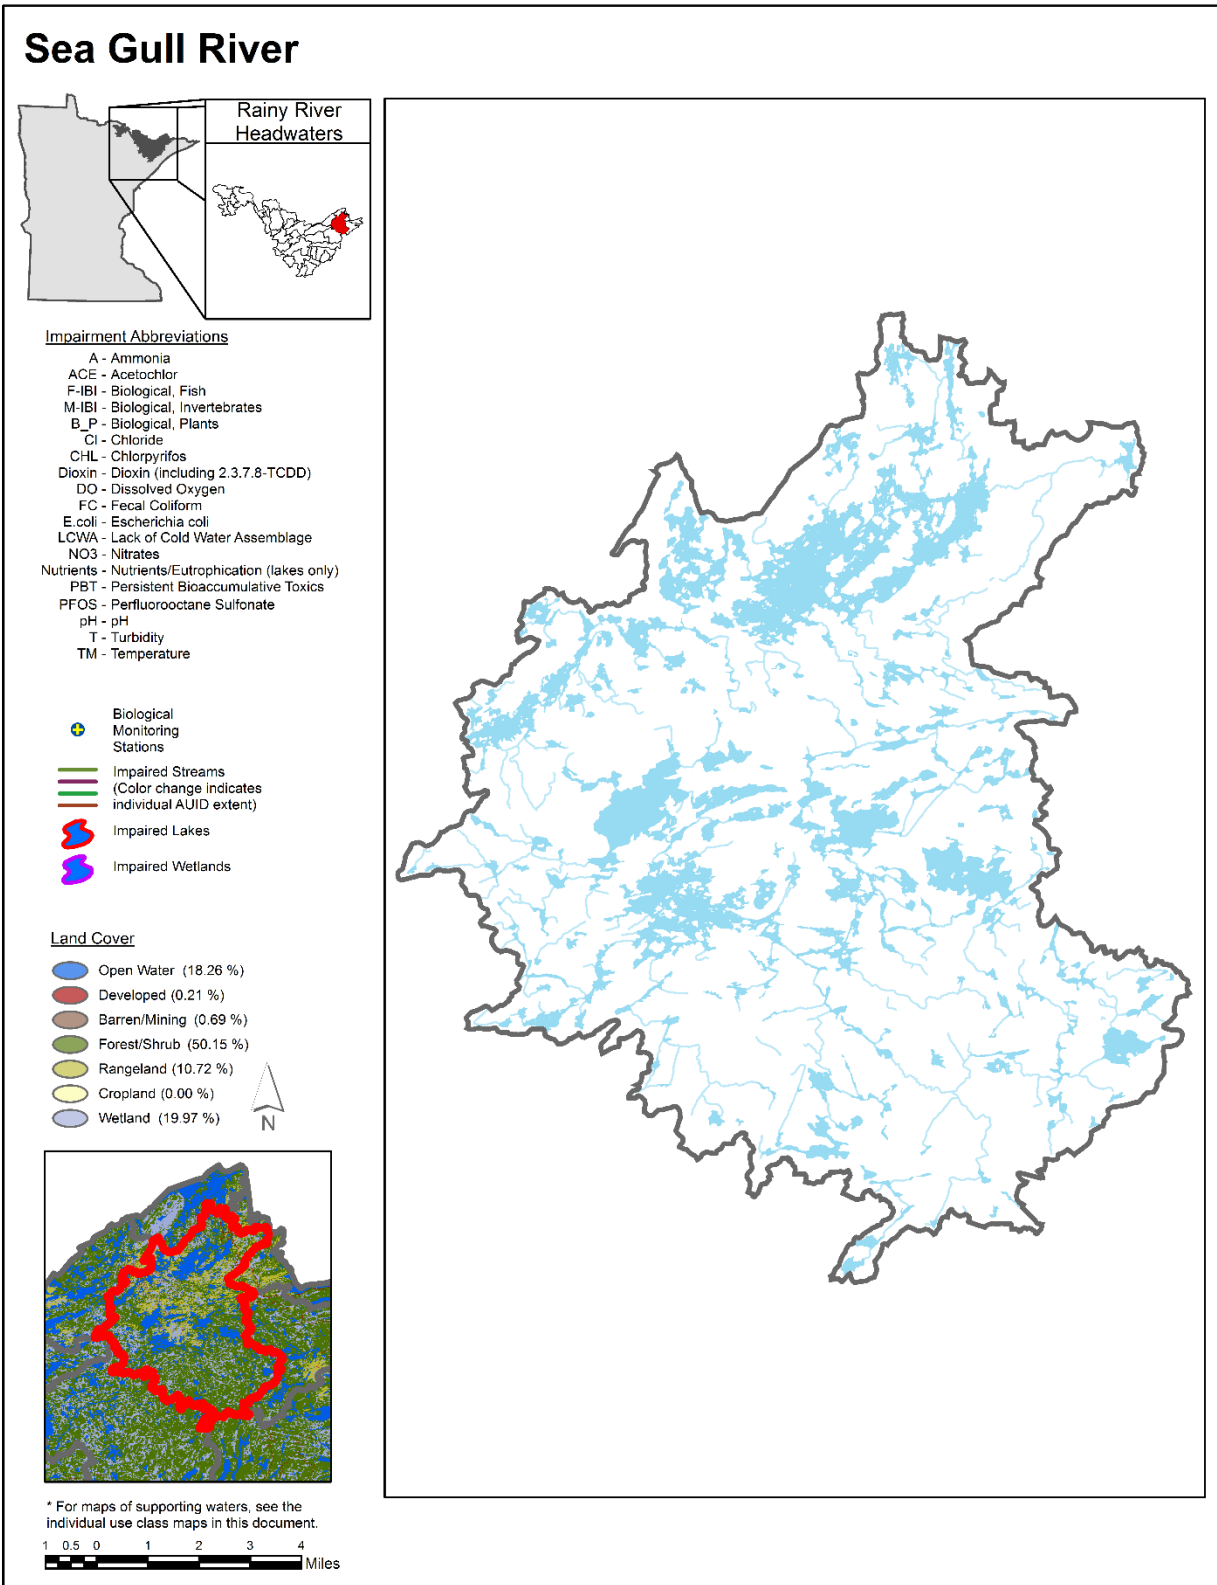 Sea Gull River
Rainy River
Headwaters
Impairment Abbreviations
A - Ammonia
ACE - Acetochlor
F-IBI - Biological, Fish
M-IBI - Biological, Invertebrates
B_P - Biological, Plants
Cl - Chloride
CHL - Chlorpyrifos
Dioxin - Dioxin (including 2.3.7.8-TCDD)
DO - Dissolved Oxygen
FC - Fecal Coliform
E.coli - Escherichia coli
LCWA - Lack of Cold Water Assemblage
NO3 - Nitrates
Nutrients - Nutrients/Eutrophication (lakes only)
PBT - Persistent Bioaccumulative Toxics
PFOS - Perfluorooctane Sulfonate
pH - pH
T - Turbidity
TM - Temperature
Biological
Monitoring
Stations
Impaired Streams
(Color change indicates
individual AUID extent)
Impaired Lakes
Impaired Wetlands
Land Cover
Open Water (18.26 %)
Developed (0.21 %)
Barren/Mining (0.69 %)
Forest/Shrub (50.15 %)
Rangeland (10.72 %)
Cropland (0.00 %)
Wetland (19.97 %)
N
* For maps of supporting waters, see the
individual use class maps in this document.
1 0.5 0 1 2 3 4
Miles